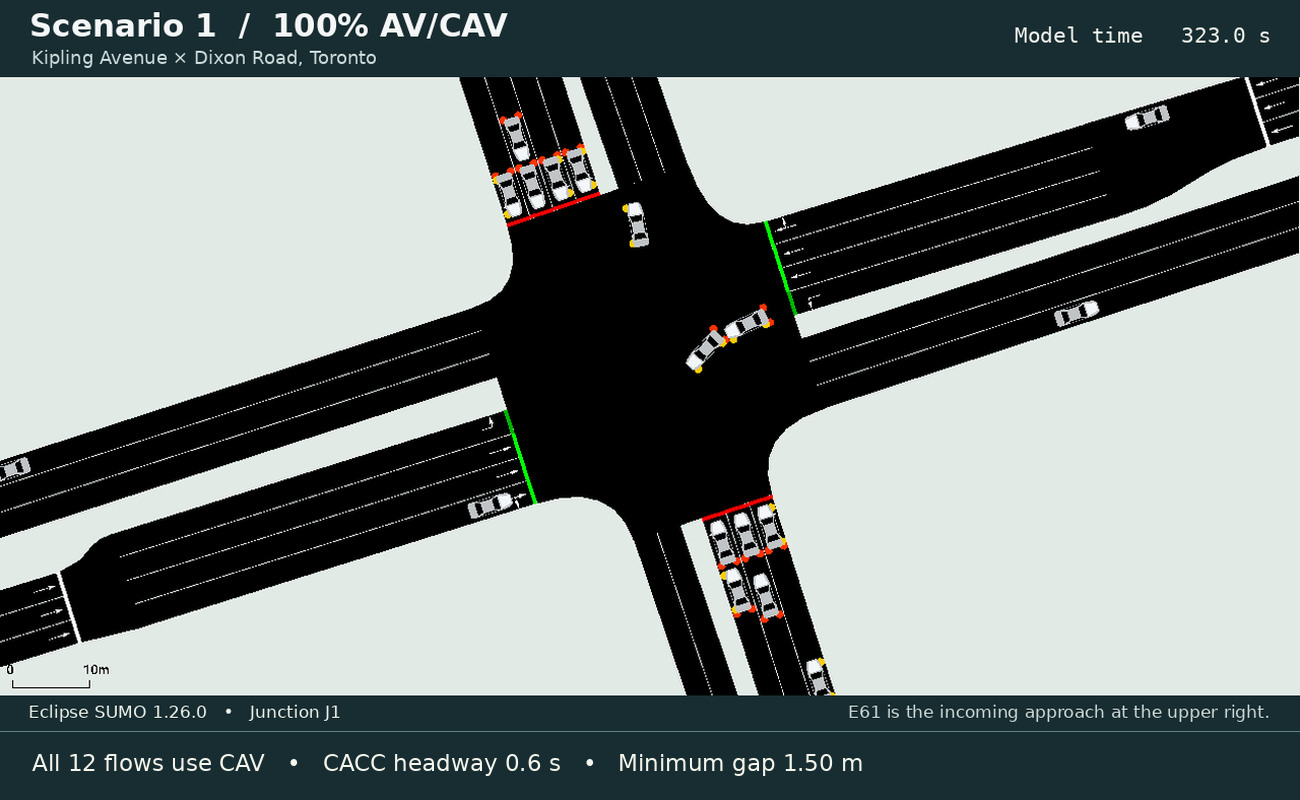 Scenario 1 / 100% AV/CAV
Model time 323.0 s
Kipling Avenue × Dixon Road, Toronto
0 10m
Eclipse SUMO 1.26.0 • Junction J1
E61 is the incoming approach at the upper right.
All 12 flows use CAV • CACC headway 0.6 s • Minimum gap 1.50 m